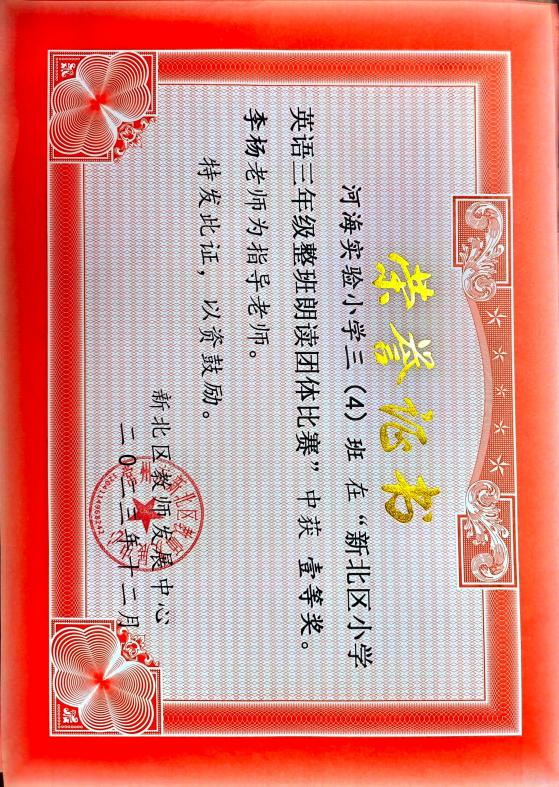 荣誉证书
河海实验小学三（4）班 在“新北区小学
英语三年级整班朗读团体比赛”中获 壹等奖。
李杨老师为指导老师。
特发此证，以资鼓励。
新北区教师发展中心
二〇二三年十二月